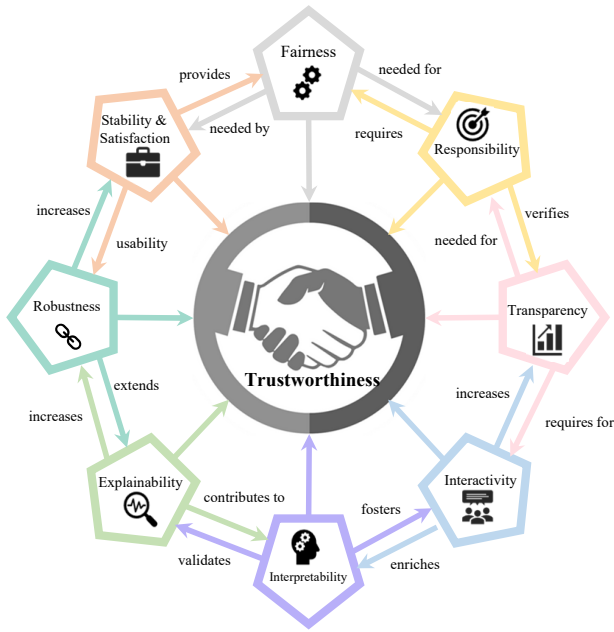 Fairness
provides
needed for
Stability &
Satisfaction
needed by
requires
Responsibility
increases
usability
needed for
verifies
Robustness
Transparency
Trustworthiness
extends
increases
increases
requires for
Explainability
contributes to
fosters
Interactivity
validates
Interpretability
enriches